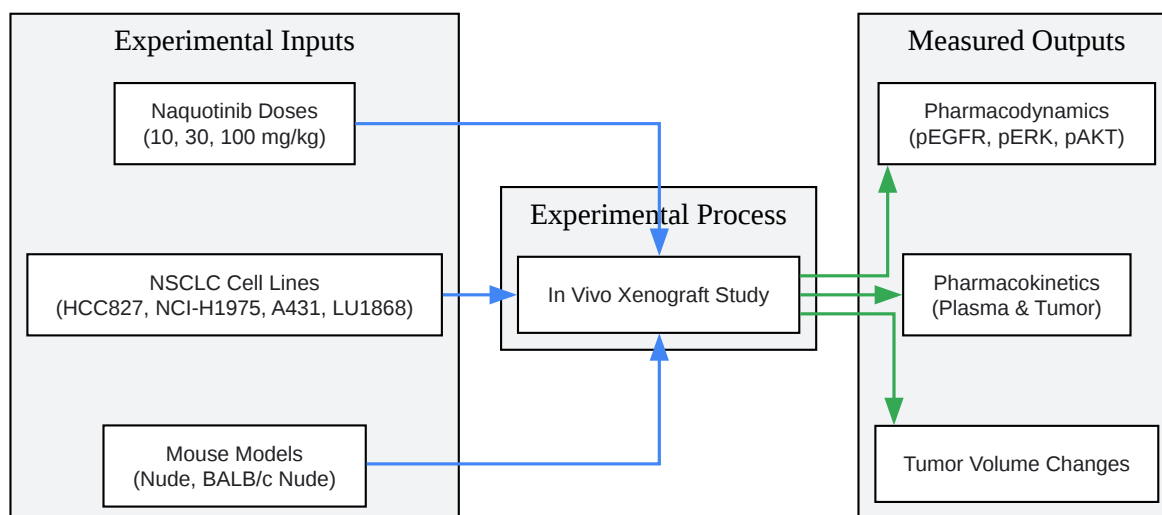 Experimental Inputs
Naquotinib Doses
(10, 30, 100 mg/kg)
NSCLC Cell Lines
(HCC827, NCI-H1975, A431, LU1868)
Mouse Models
(Nude, BALB/c Nude)
Experimental Process
In Vivo Xenograft Study
Measured Outputs
Pharmacodynamics
(pEGFR, pERK, pAKT)
Pharmacokinetics
(Plasma & Tumor)
Tumor Volume Changes